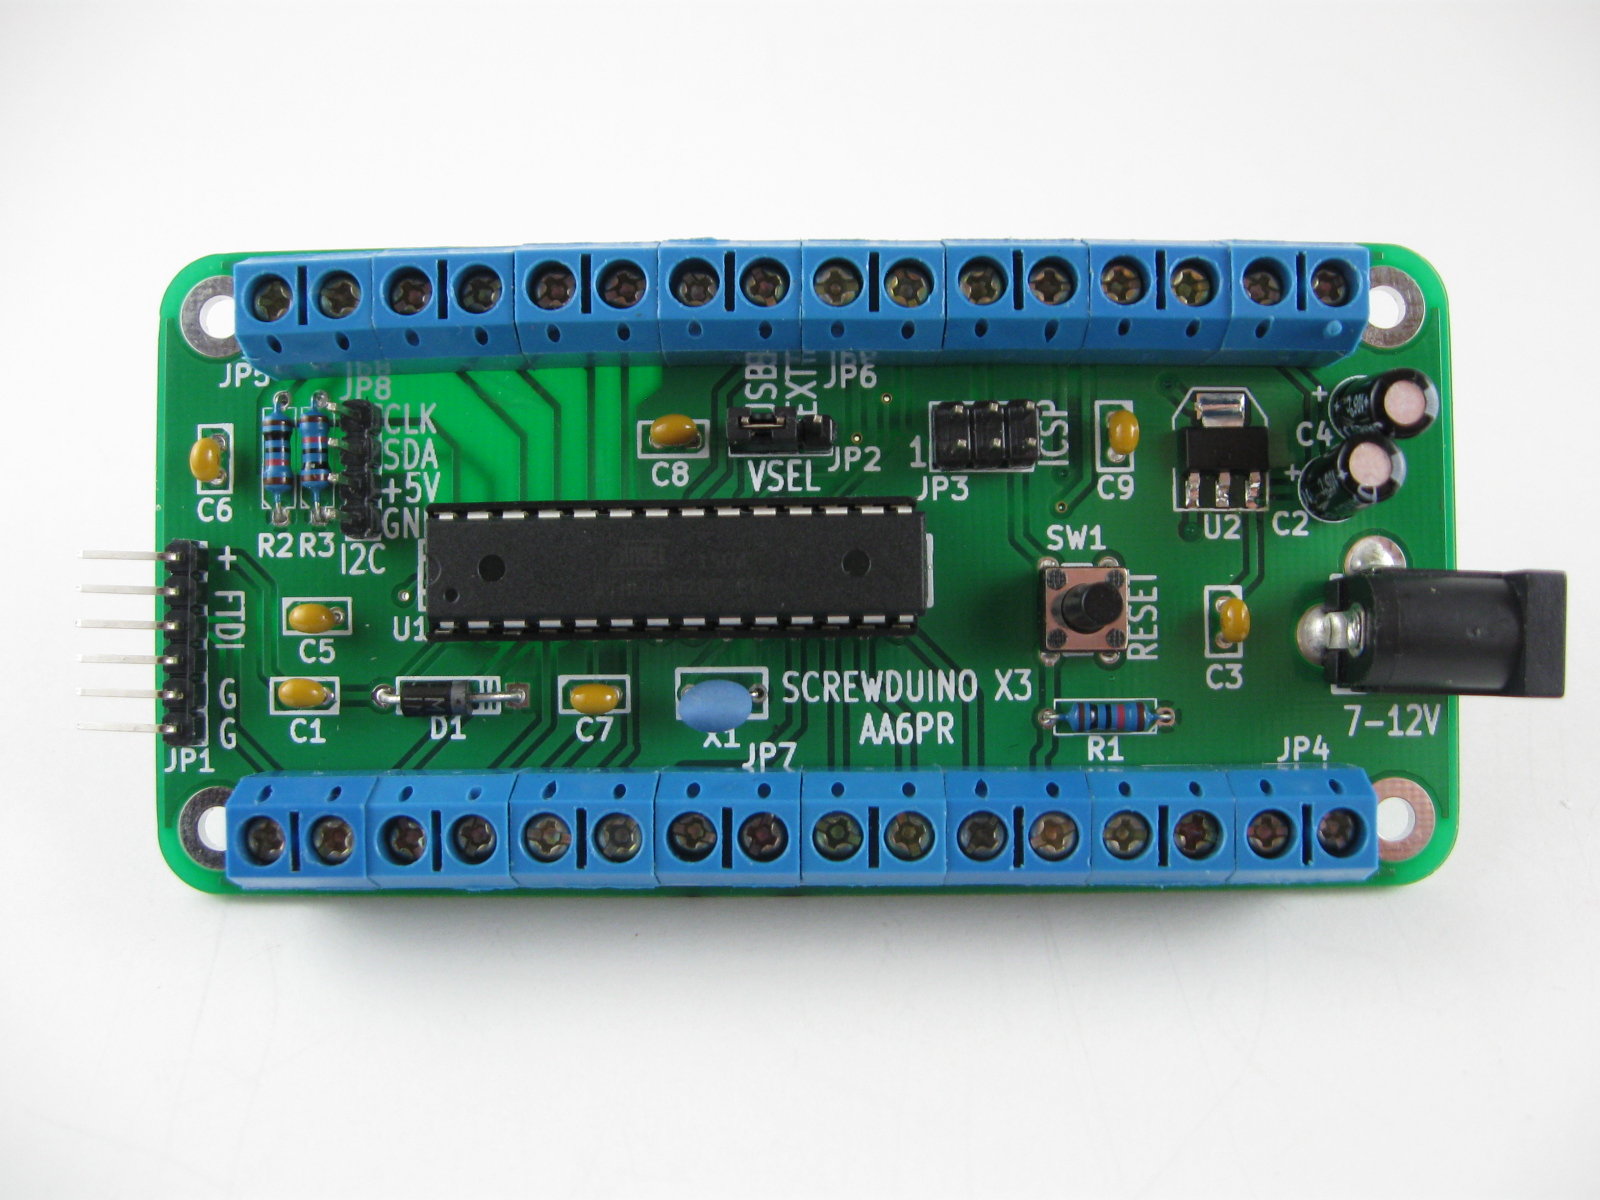 JP5
JP8
USB
EXT
JP6
CLK
SDA
+5V
GN
I2C
C6
R2
R3
C8
VSEL
JP2
1
ICSP
JP3
C9
U2
C4
+
C2
+
SW1
RESET
+
FTDI
G
G
JP1
C5
U1
C1
D1
C7
X1
SCREWDUINO X3
AA6PR
JP7
R1
C3
7-12V
JP4